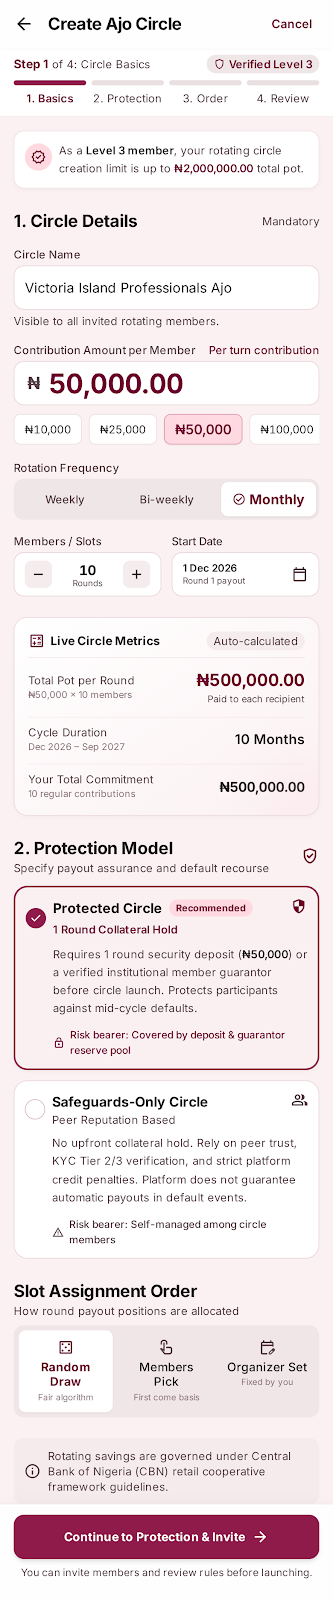 Create Ajo Circle
Cancel
Step 1 of 4: Circle Basics
Verified Level 3
1. Basics
2. Protection
3. Order
4. Review
As a Level 3 member, your rotating circle
creation limit is up to ₦2,000,000.00 total pot.
1. Circle Details
Mandatory
Circle Name
Victoria Island Professionals Ajo
Visible to all invited rotating members.
Contribution Amount per Member
Per turn contribution
₦ 50,000.00
₦10,000
₦25,000
₦50,000
₦100,000
Rotation Frequency
Weekly
Bi-weekly
Monthly
Members / Slots
Start Date
10
Rounds
1 Dec 2026
Round 1 payout
Live Circle Metrics
Auto-calculated
Total Pot per Round
₦50,000 × 10 members
₦500,000.00
Paid to each recipient
Cycle Duration
Dec 2026 – Sep 2027
10 Months
Your Total Commitment
10 regular contributions
₦500,000.00
2. Protection Model
Specify payout assurance and default recourse
Protected Circle
Recommended
1 Round Collateral Hold
Requires 1 round security deposit (₦50,000) or
a verified institutional member guarantor
before circle launch. Protects participants
against mid-cycle defaults.
Risk bearer: Covered by deposit & guarantor
reserve pool
Safeguards-Only Circle
Peer Reputation Based
No upfront collateral hold. Rely on peer trust,
KYC Tier 2/3 verification, and strict platform
credit penalties. Platform does not guarantee
automatic payouts in default events.
Risk bearer: Self-managed among circle
members
Slot Assignment Order
How round payout positions are allocated
Random
Draw
Fair algorithm
Members
Pick
First come basis
Organizer Set
Fixed by you
Rotating savings are governed under Central
Bank of Nigeria (CBN) retail cooperative
framework guidelines.
Continue to Protection & Invite
You can invite members and review rules before launching.